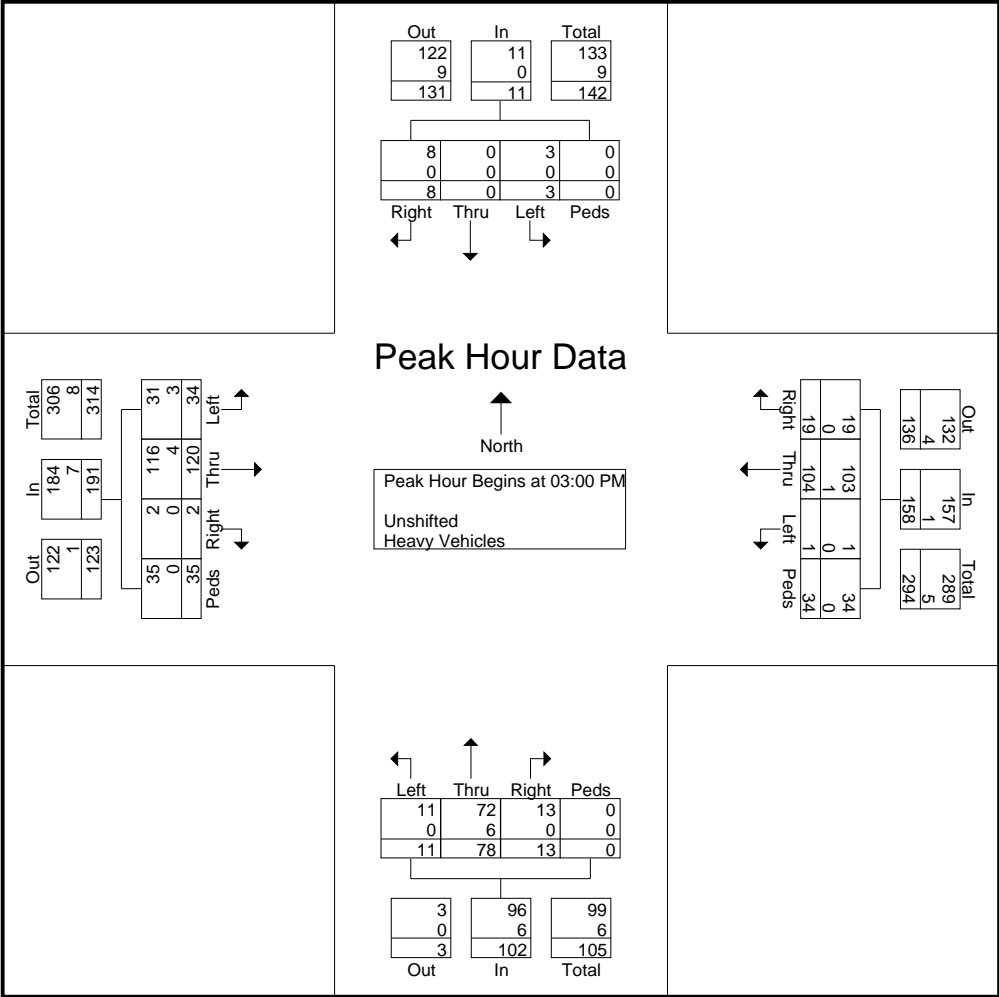 Out In Total
122 11 133
9 0 9
131 11 142
8 0 3 0
0 0 0 0
8 0 3 0
Right Thru Left Peds
Peak Hour Data
North
Peak Hour Begins at 03:00 PM
Unshifted
Heavy Vehicles
Total
306
8
314
In
184
7
191
Out
122
1
123
31
3
34
Left
116
4
120
Thru
2
0
2
Right
35
0
35
Peds
Right
19
0
19
Thru
104
1
103
Left
1
0
1
Peds
34
0
34
Out
132
4
136
In
157
1
158
Total
289
5
294
Left Thru Right Peds
11 72 13 0
0 6 0 0
11 78 13 0
3 96 99
0 6 6
3 102 105
Out In Total